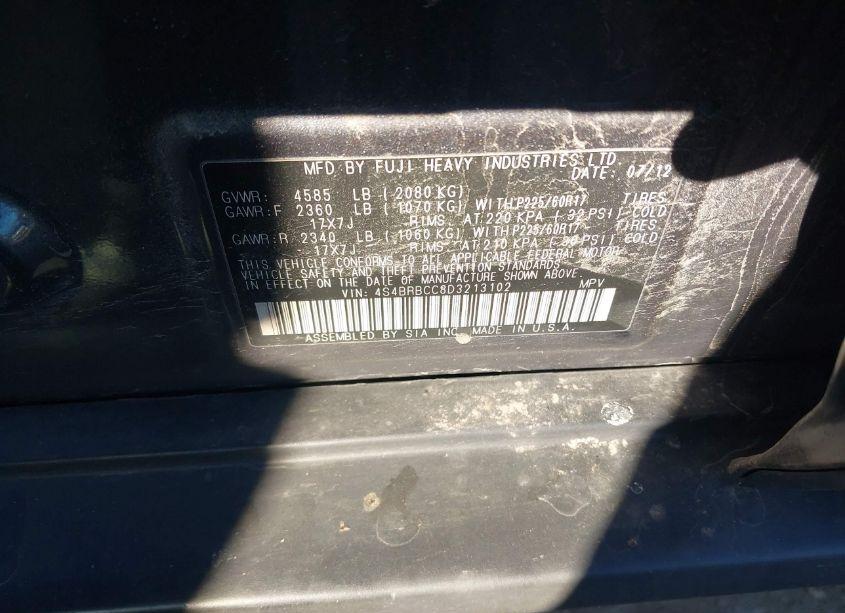 MFD BY FUJI HEAVY INDUSTRIES LTD.
DATE: 07/12
GVWR: 4585 LB (2080 KG)
GAWR:F 2360 LB (1070 KG) WITH P225/60R17 TIRES
17X7J RIMS AT 220 KPA (32 PSI) COLD
GAWR:R 2340 LB (1060 KG) WITH P225/60R17 TIRES
17X7J RIMS AT 210 KPA (30 PSI) COLD
THIS VEHICLE CONFORMS TO ALL APPLICABLE FEDERAL MOTOR
VEHICLE SAFETY AND THEFT PREVENTION STANDARDS
IN EFFECT ON THE DATE OF MANUFACTURE SHOWN ABOVE
VIN: 4S4BRBCC8D3213102 MPV
ASSEMBLED BY SIA INC. MADE IN U.S.A.